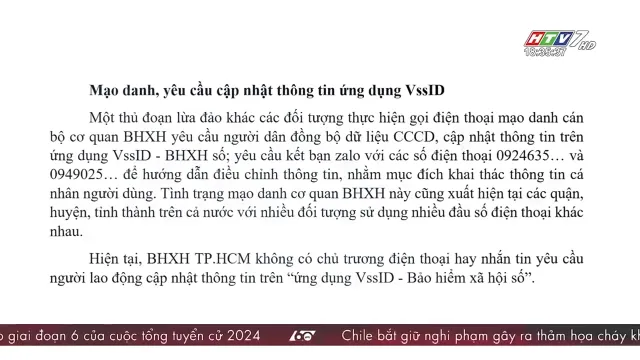 HTV7 HD
18:35:37
Mạo danh, yêu cầu cập nhật thông tin ứng dụng VssID
Một thủ đoạn lừa đảo khác các đối tượng thực hiện gọi điện thoại mạo danh cán
bộ cơ quan BHXH yêu cầu người dân đồng bộ dữ liệu CCCD, cập nhật thông tin trên
ứng dụng VssID - BHXH số; yêu cầu kết bạn zalo với các số điện thoại 0924635… và
0949025… để hướng dẫn điều chỉnh thông tin, nhằm mục đích khai thác thông tin cá
nhân người dùng. Tình trạng mạo danh cơ quan BHXH này cũng xuất hiện tại các quận,
huyện, tỉnh thành trên cả nước với nhiều đối tượng sử dụng nhiều đầu số điện thoại khác
nhau.
Hiện tại, BHXH TP.HCM không có chủ trương điện thoại hay nhắn tin yêu cầu
người lao động cập nhật thông tin trên “ứng dụng VssID - Bảo hiểm xã hội số”.
giai đoạn 6 của cuộc tổng tuyển cử 2024 60 Chile bắt giữ nghi phạm gây ra thảm họa cháy